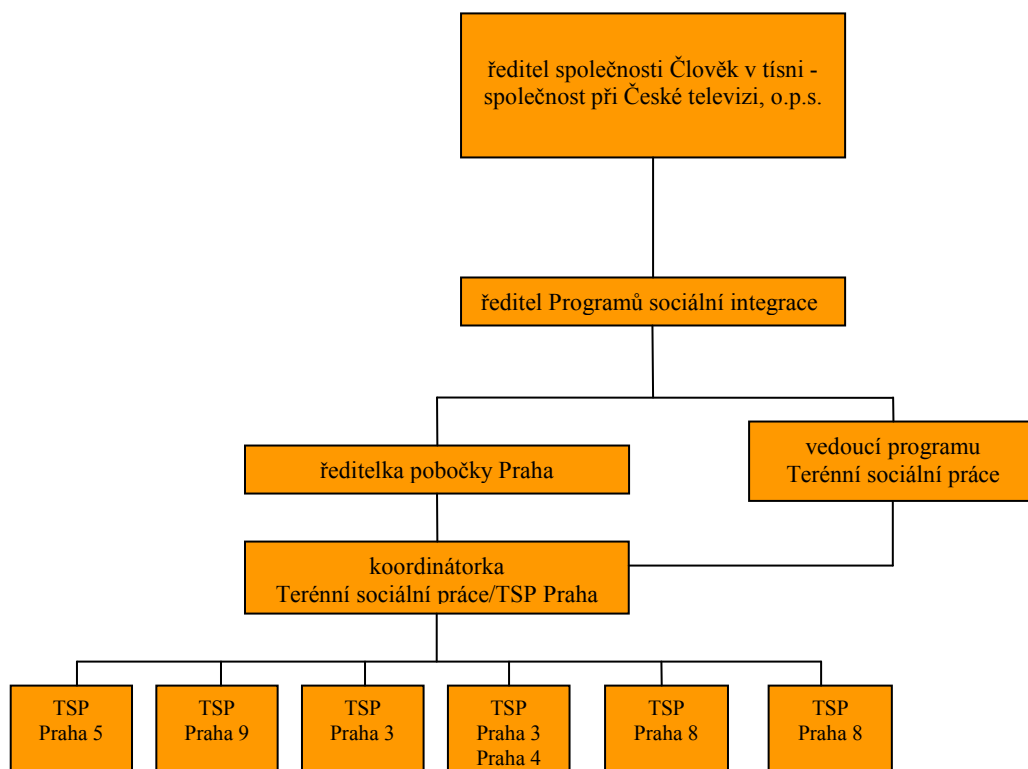 ředitel společnosti Člověk v tísni -
společnost při České televizi, o.p.s.
ředitel Programů sociální integrace
vedoucí programu
Terénní sociální práce
ředitelka pobočky Praha
koordinátorka
Terénní sociální práce/TSP Praha
TSP
Praha 5
TSP
Praha 9
TSP
Praha 3
TSP
Praha 3
Praha 4
TSP
Praha 8
TSP
Praha 8